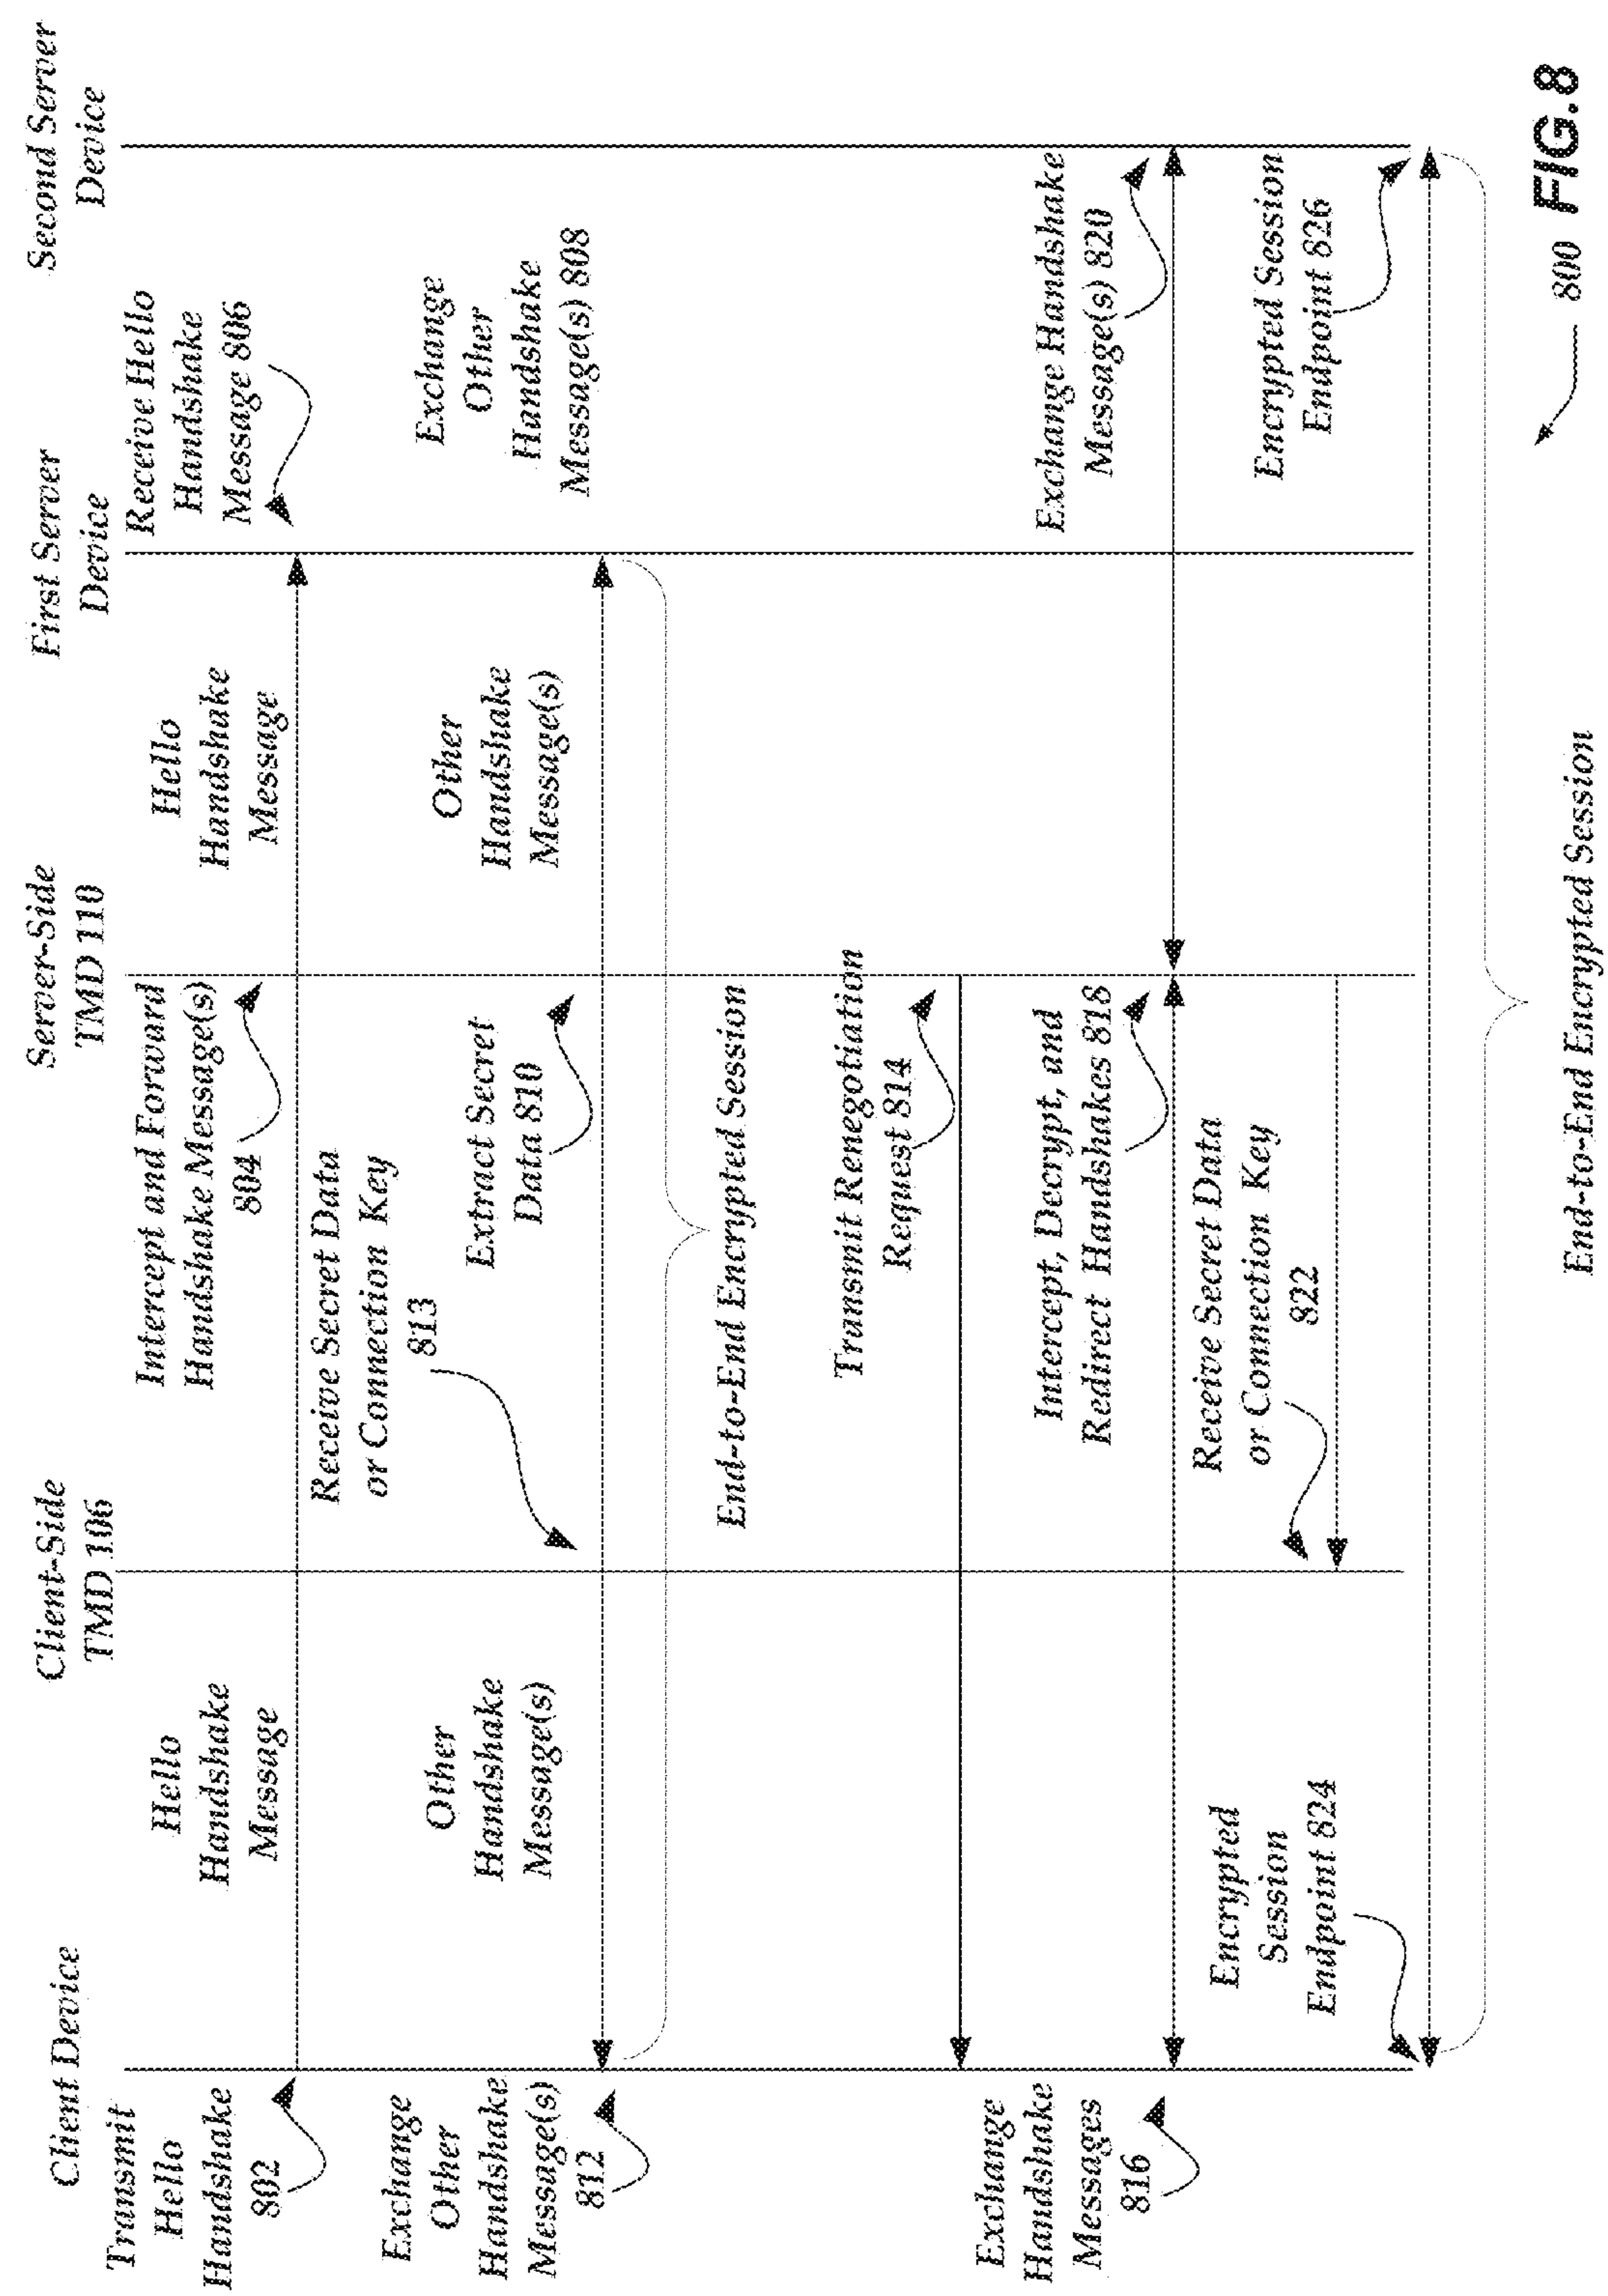 Client Device
Client-Side
TMD 106
Server-Side
TMD 110
First Server
Device
Second Server
Device
Transmit
Hello
Handshake
802
Hello
Handshake
Message
Intercept and Forward
Handshake Message(s)
804
Hello
Handshake
Message
Receive Hello
Handshake
Message 806
Receive Secret Data
or Connection Key
813
Exchange
Other
Handshake
Message(s)
812
Other
Handshake
Message(s)
Extract Secret
Data 810
Other
Handshake
Message(s)
Exchange
Other
Handshake
Message(s) 808
End-to-End Encrypted Session
Transmit Renegotiation
Request 814
Exchange
Handshake
Messages
816
Intercept, Decrypt, and
Redirect Handshakes 818
Exchange Handshake
Message(s) 820
Receive Secret Data
or Connection Key
822
Encrypted
Session
Endpoint 824
Encrypted Session
Endpoint 826
End-to-End Encrypted Session
800
FIG.8